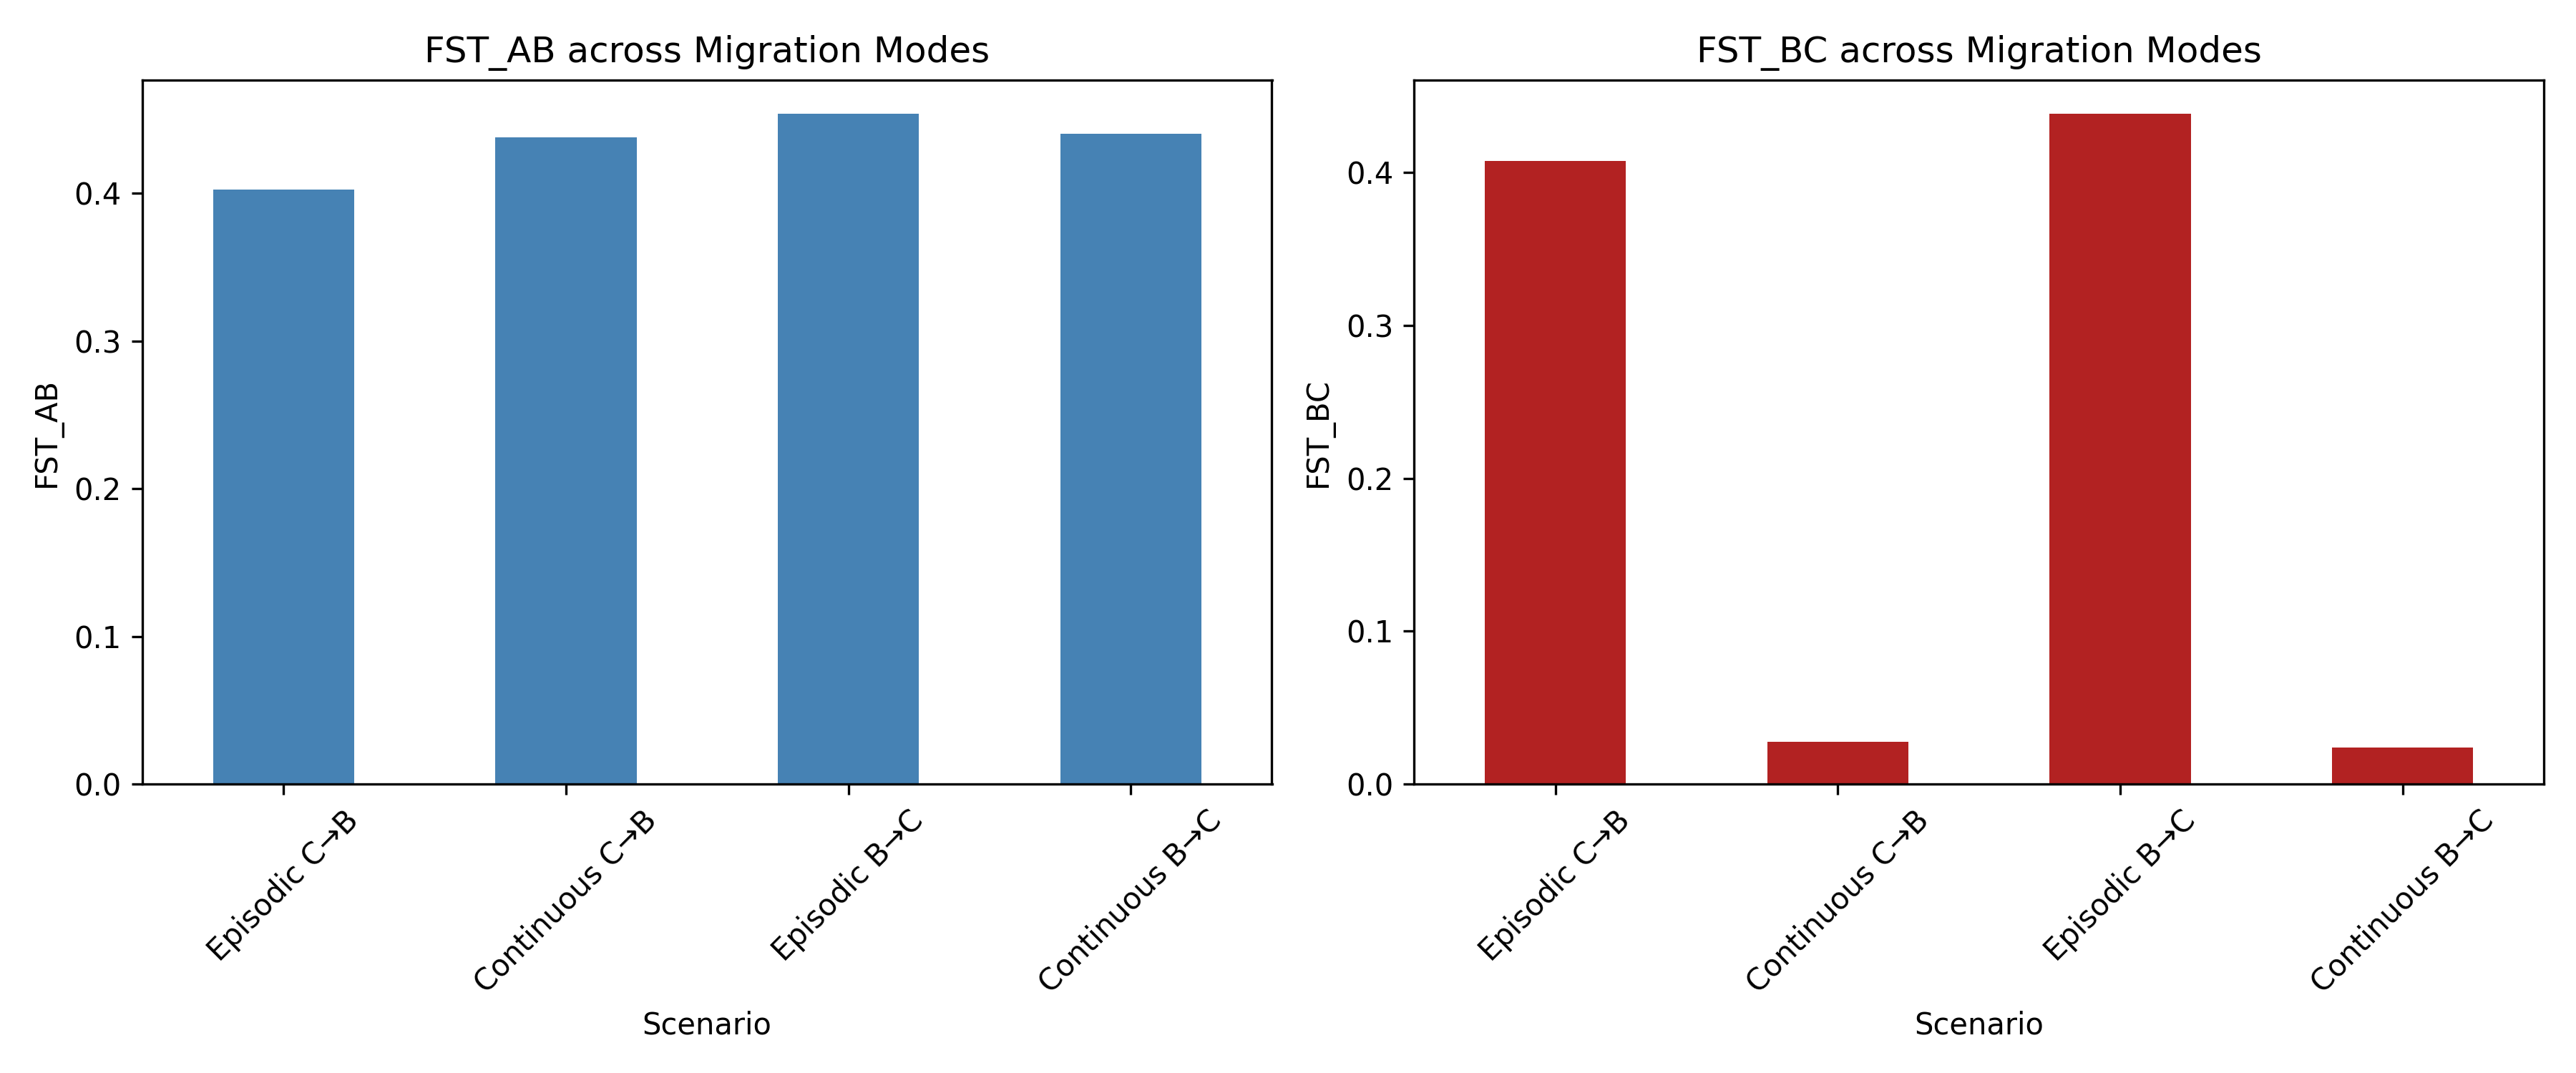 FST_AB across Migration Modes
FST_AB
0.4
0.3
0.2
0.1
0.0
Episodic C→B
Continuous C→B
Episodic B→C
Continuous B→C
Scenario
FST_BC across Migration Modes
FST_BC
0.4
0.3
0.2
0.1
0.0
Episodic C→B
Continuous C→B
Episodic B→C
Continuous B→C
Scenario